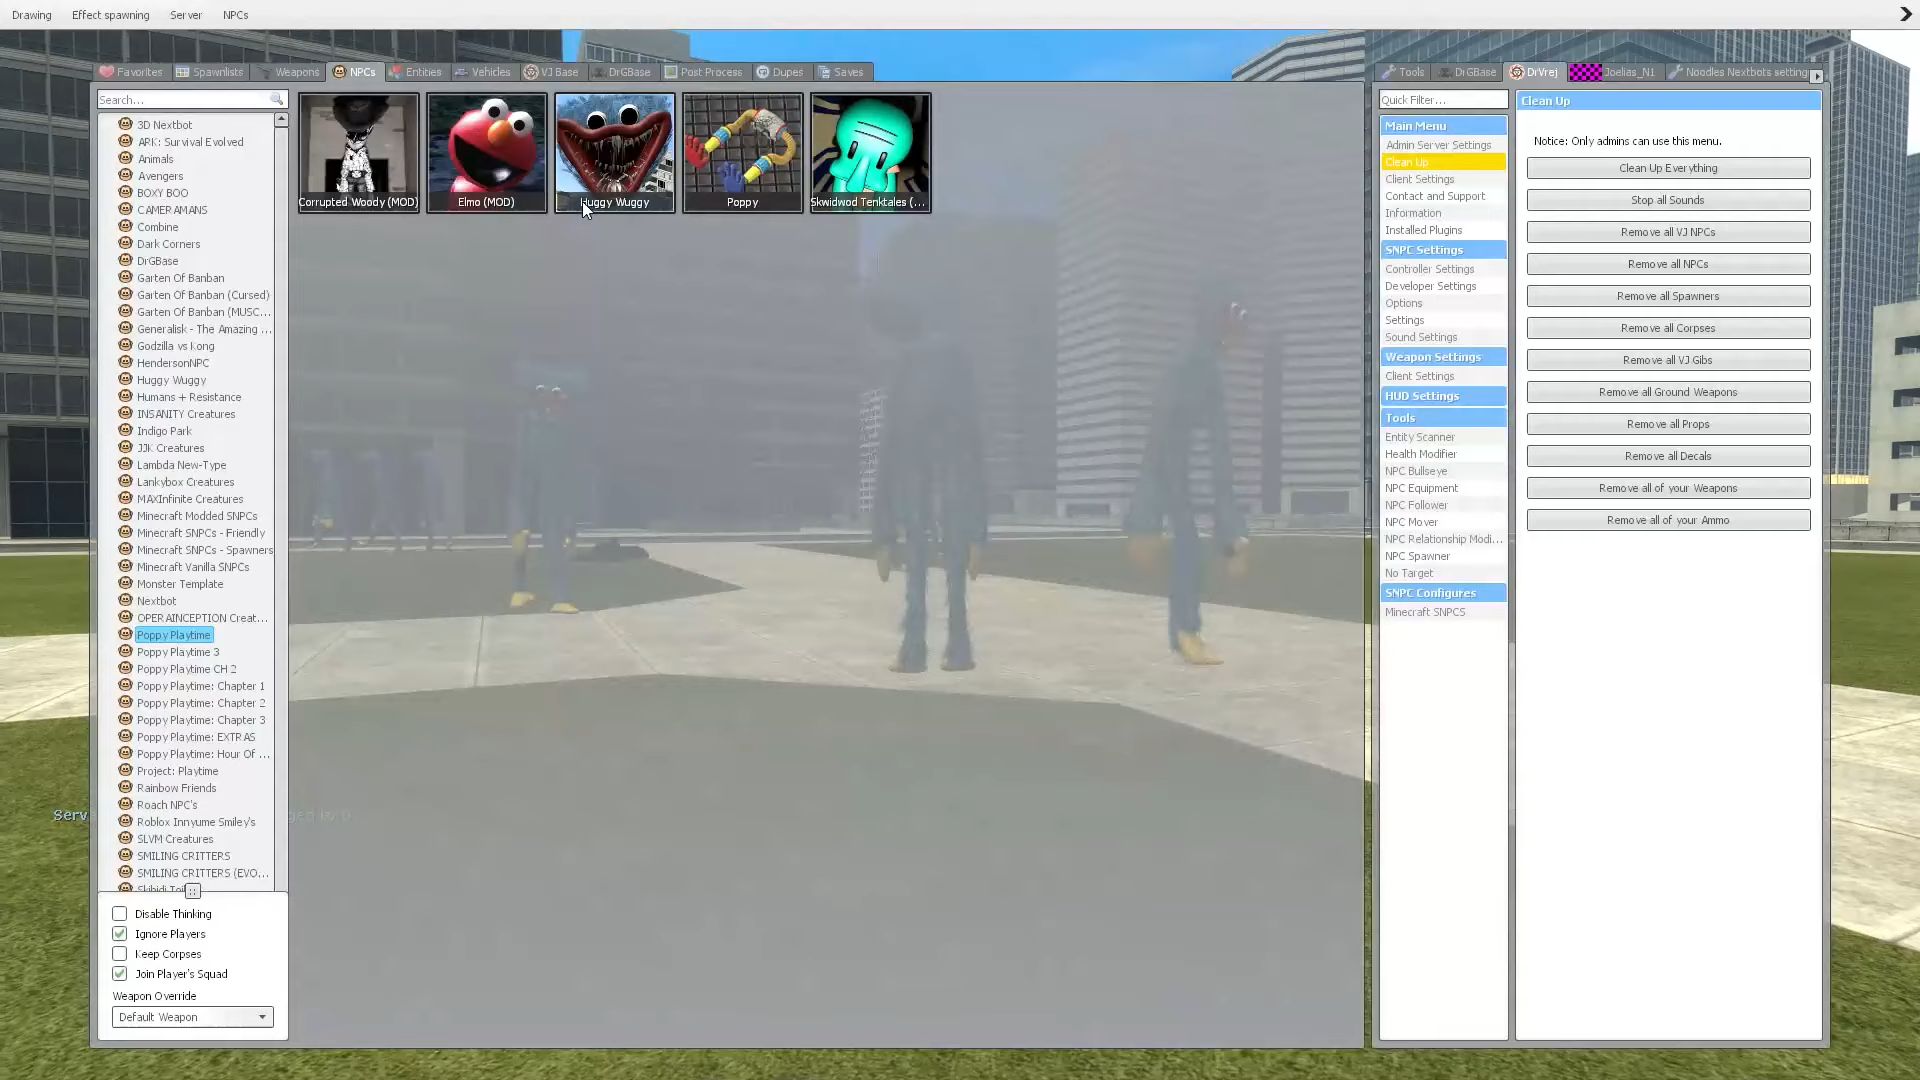 Drawing Effect spawning Server NPCs
Favorites Spawnlists Weapons NPCs Entities Vehicles VJ Base DrGBase Post Process Dupes Saves
Search...
3D Nextbot
ARK: Survival Evolved
Animals
Avengers
BOXY BOO
CAMERAMANS
Combine
Dark Corners
DrGBase
Garten Of Banban
Garten Of Banban (Cursed)
Garten Of Banban (MUSC...
Generalisk - The Amazing ...
Godzilla vs Kong
HendersonNPC
Huggy Wuggy
Humans + Resistance
INSANITY Creatures
Indigo Park
JJK Creatures
Lambda New-Type
Lankybox Creatures
MAXInfinite Creatures
Minecraft Modded SNPCs
Minecraft SNPCs - Friendly
Minecraft SNPCs - Spawners
Minecraft Vanilla SNPCs
Monster Template
Nextbot
OPERAINCEPTION Creat...
Poppy Playtime
Poppy Playtime 3
Poppy Playtime CH 2
Poppy Playtime: Chapter 1
Poppy Playtime: Chapter 2
Poppy Playtime: Chapter 3
Poppy Playtime: EXTRAS
Poppy Playtime: Hour Of ...
Project: Playtime
Rainbow Friends
Roach NPC's
Roblox Innyume Smiley's
SLVM Creatures
SMILING CRITTERS
SMILING CRITTERS (EVO...
Disable Thinking
Ignore Players
Keep Corpses
Join Player's Squad
Weapon Override
Default Weapon
Corrupted Woody (MOD) Elmo (MOD) Huggy Wuggy Poppy Skwidwod Tenktales (...
Tools DrGBase DrVrej Joelias_N1 Noodles Nextbots setting
Quick Filter...
Main Menu
Admin Server Settings
Clean Up
Client Settings
Contact and Support
Information
Installed Plugins
SNPC Settings
Controller Settings
Developer Settings
Options
Settings
Sound Settings
Weapon Settings
Client Settings
HUD Settings
Tools
Entity Scanner
Health Modifier
NPC Bullseye
NPC Equipment
NPC Follower
NPC Mover
NPC Relationship Modi...
NPC Spawner
No Target
SNPC Configures
Minecraft SNPCS
Clean Up
Notice: Only admins can use this menu.
Clean Up Everything
Stop all Sounds
Remove all VJ NPCs
Remove all NPCs
Remove all Spawners
Remove all Corpses
Remove all VJ Gibs
Remove all Ground Weapons
Remove all Props
Remove all Decals
Remove all of your Weapons
Remove all of your Ammo